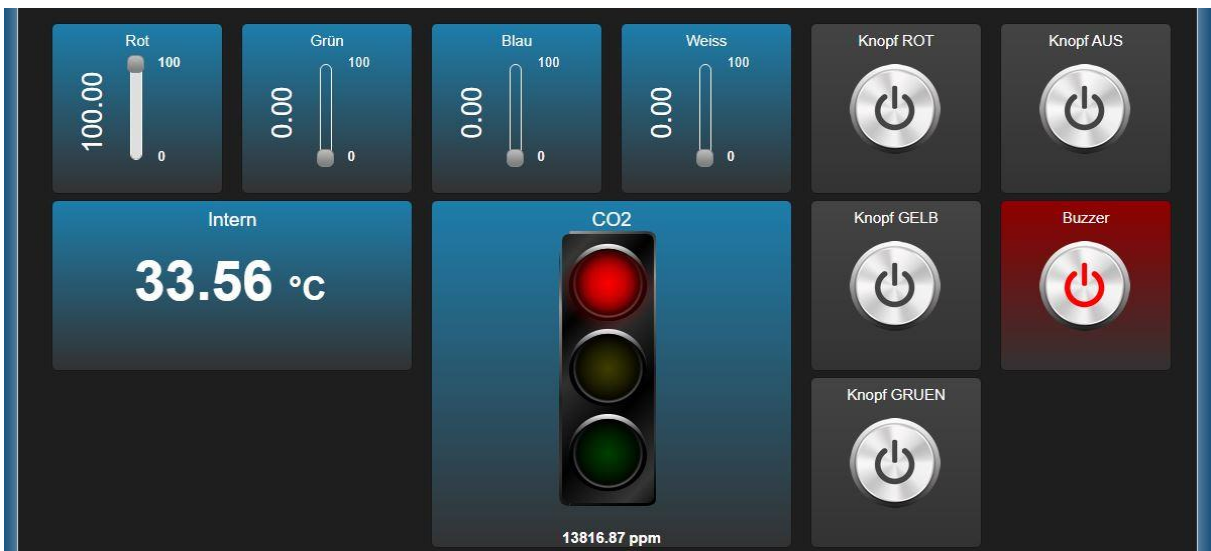 Rot
100.00
100
0
Grün
0.00
100
0
Blau
0.00
100
0
Weiss
0.00
100
0
Knopf ROT
Knopf AUS
Intern
33.56 °C
CO2
13816.87 ppm
Knopf GELB
Buzzer
Knopf GRUEN